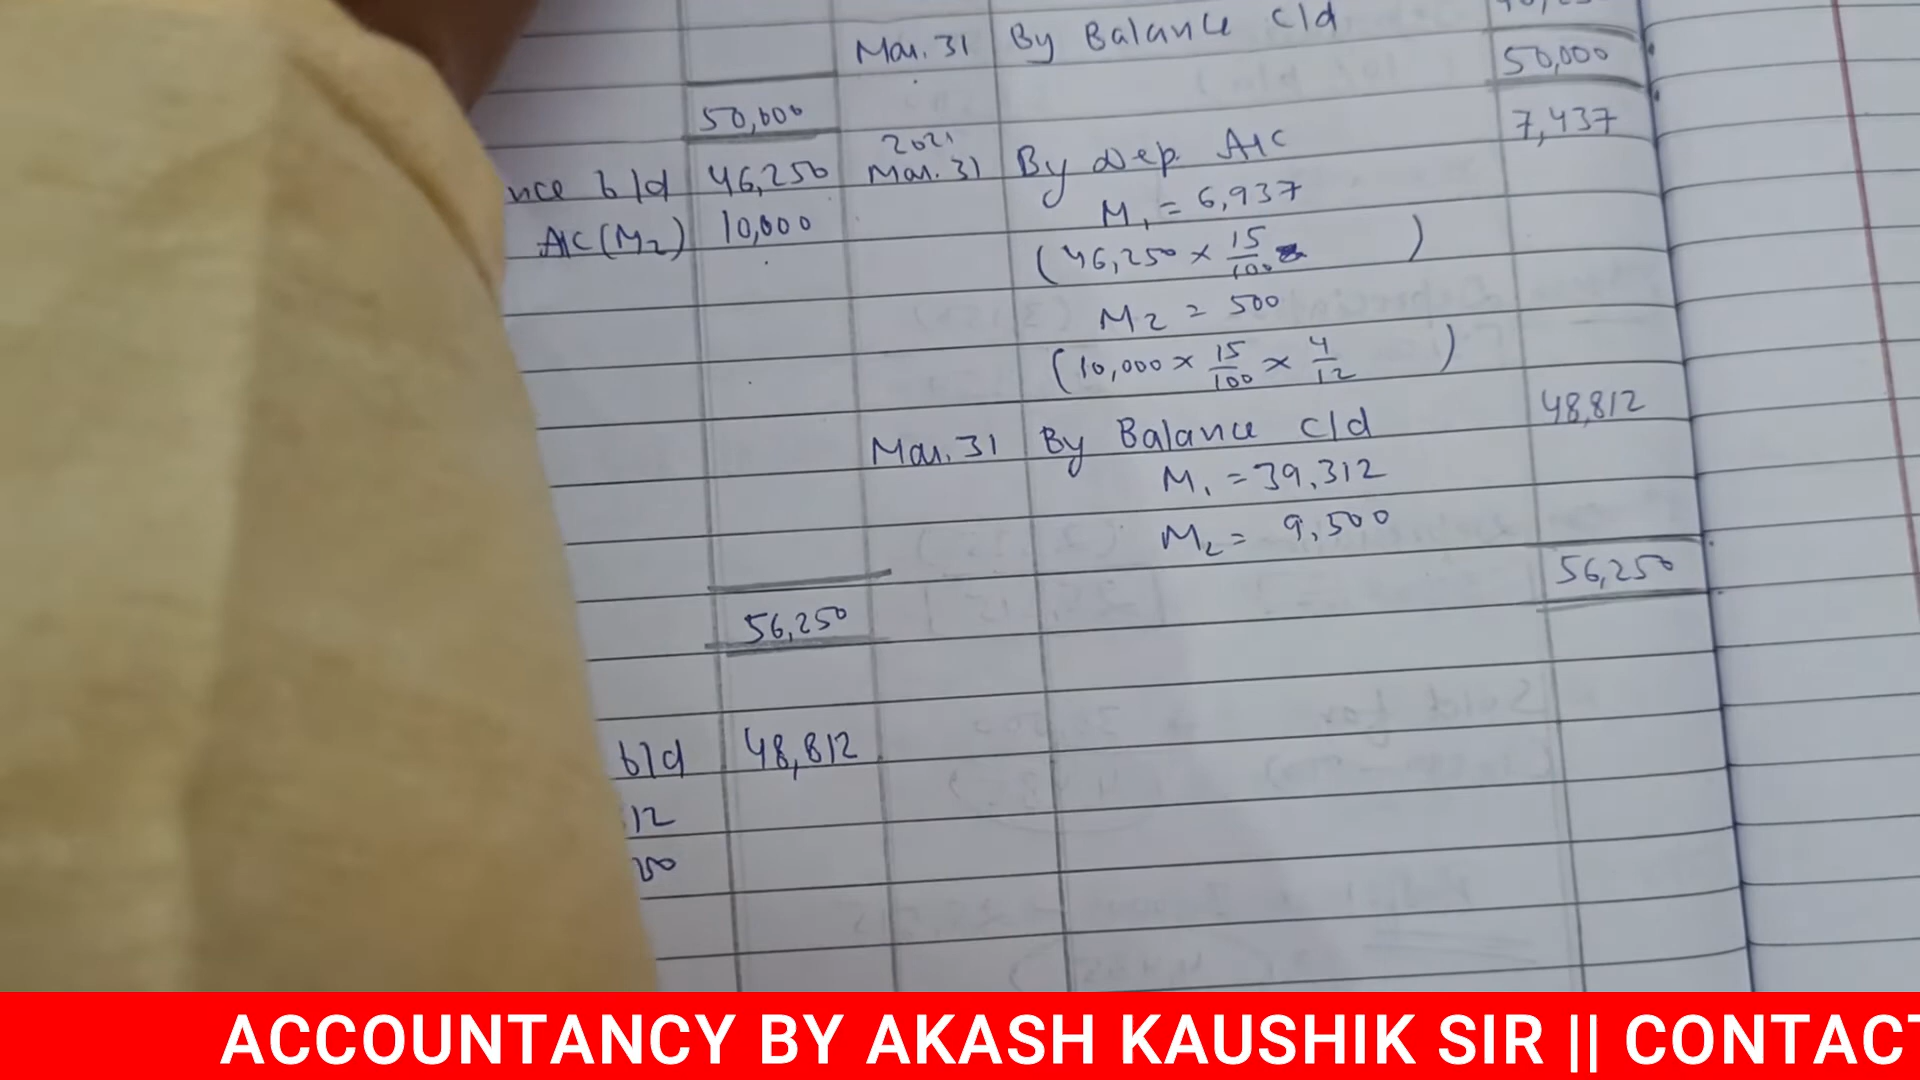 Mar. 31 By Balance c/d
50,000
50,000
7,437
2021
b/d 46,250 Mar. 31 By Dep. A/c
M1 = 6,937
A/C (M2) 10,000
(46,250 × 15/100)
M2 = 500
(10,000 × 15/100 × 4/12)
48,812
Mar. 31 By Balance c/d
M1 = 39,312
M2 = 9,500
56,250
56,250
b/d 48,812
12
ACCOUNTANCY BY AKASH KAUSHIK SIR || CONTACT